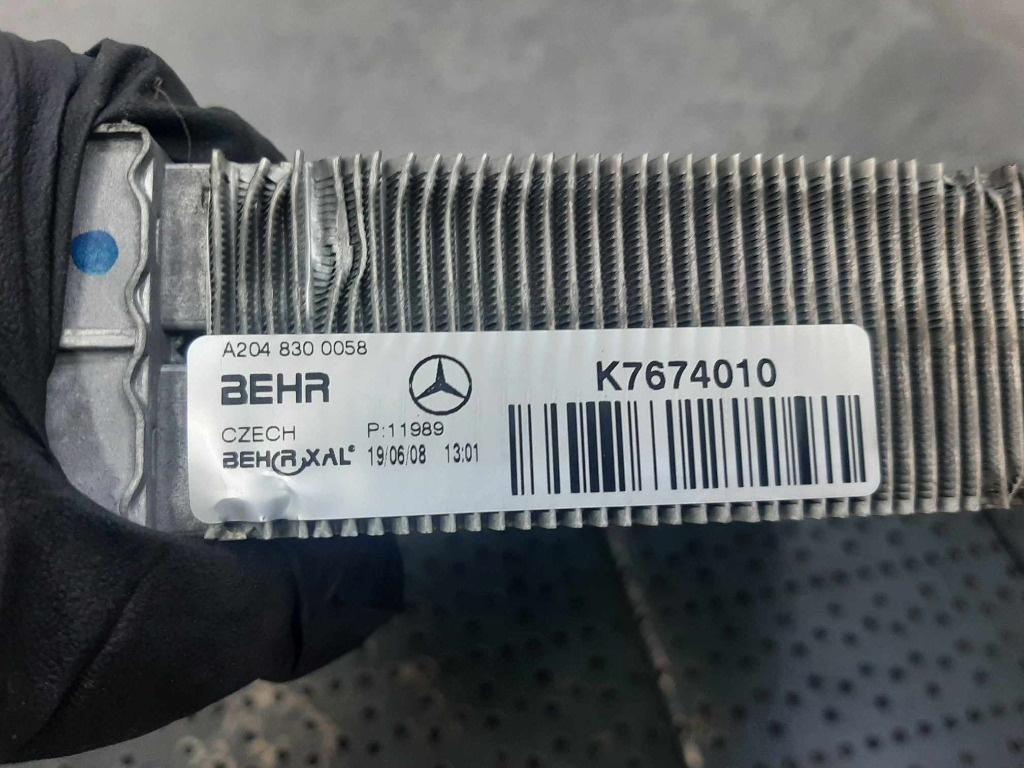 A204 830 0058
BEHR
K7674010
CZECH P:11989
BEHR XAL® 19/06/08 13:01